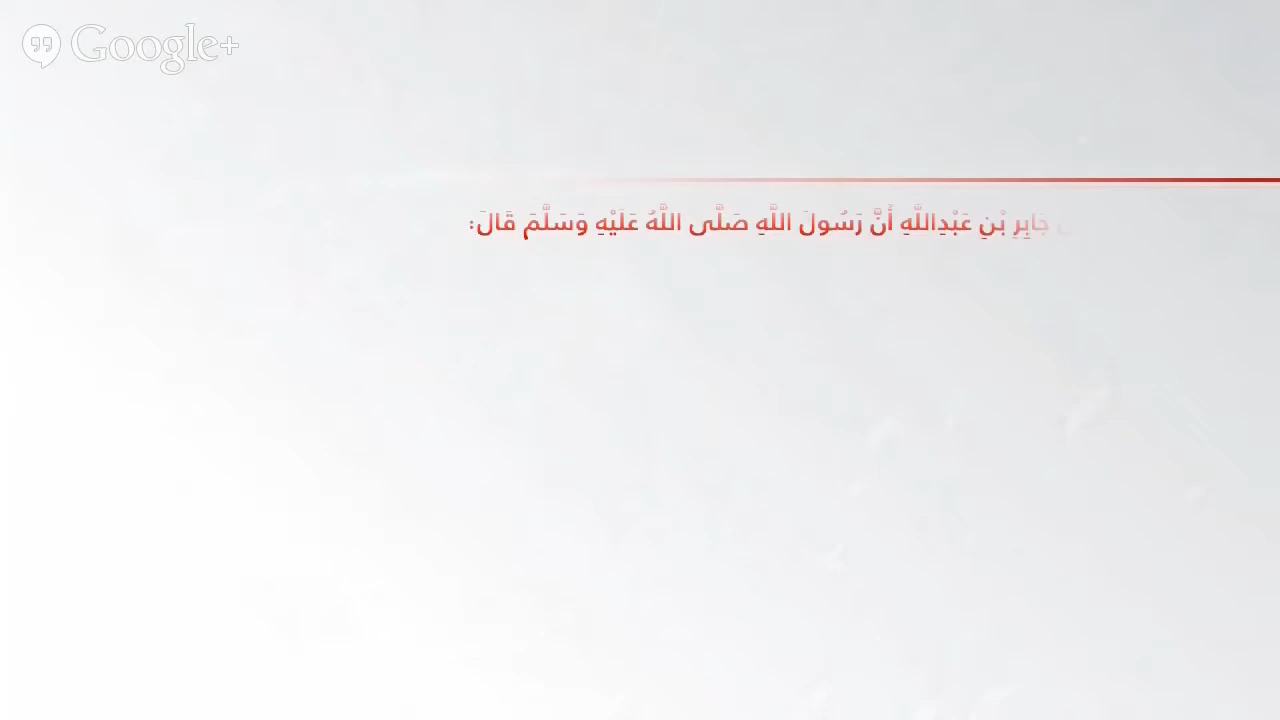 Google+
جَابِرِ بْنِ عَبْدِاللَّهِ أَنَّ رَسُولَ اللَّهِ صَلَّى اللَّهُ عَلَيْهِ وَسَلَّمَ قَالَ: